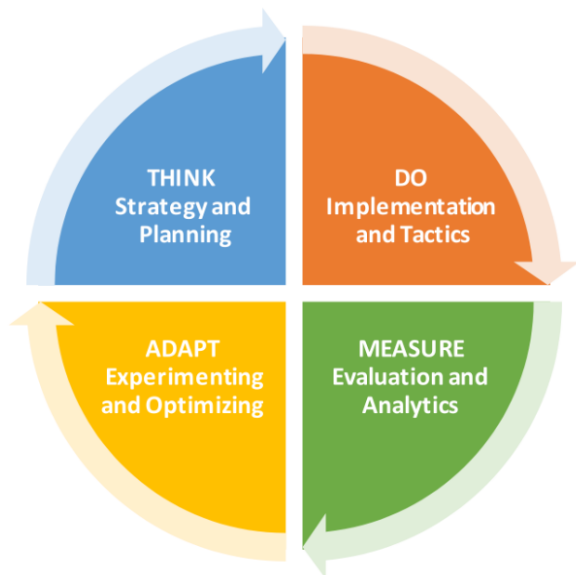 THINK
Strategy and
Planning
DO
Implementation
and Tactics
ADAPT
Experimenting
and Optimizing
MEASURE
Evaluation and
Analytics